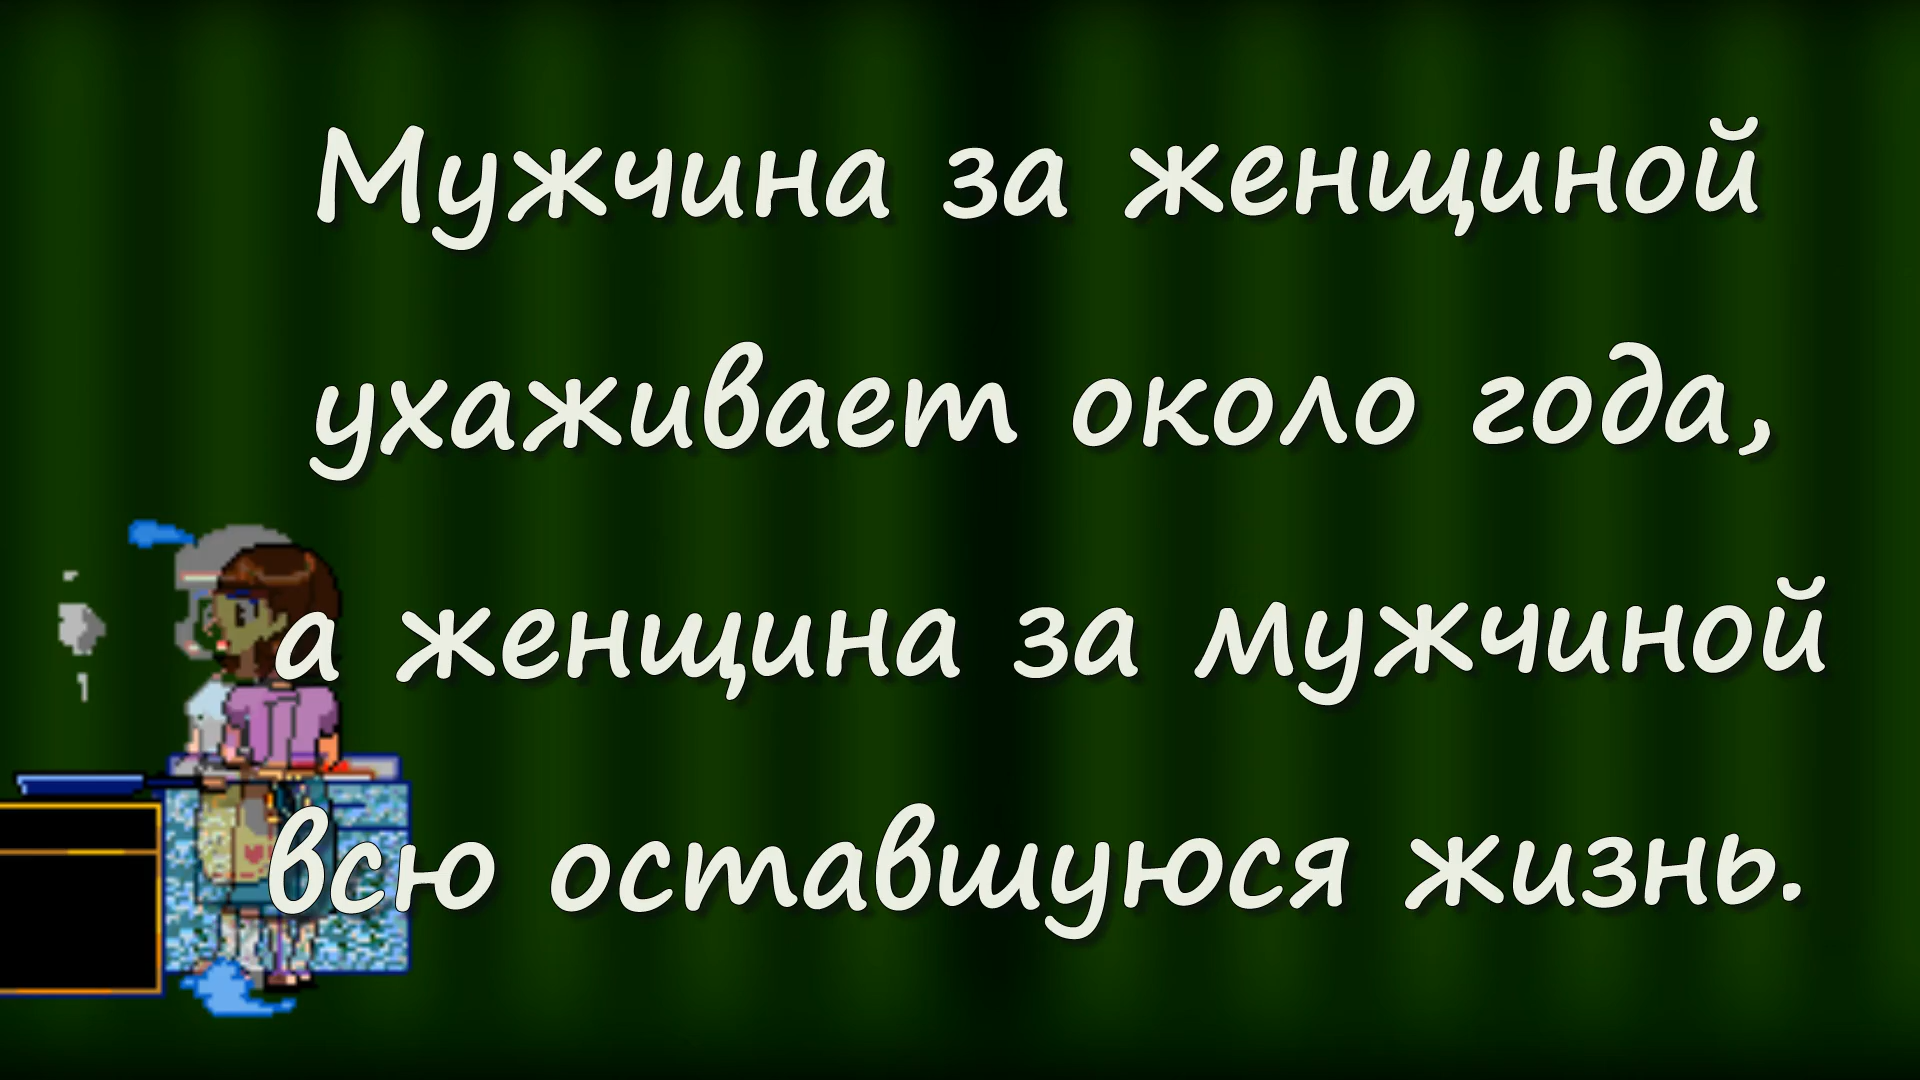 Мужчина за женщиной
ухаживает около года,
а женщина за мужчиной
всю оставшуюся жизнь.